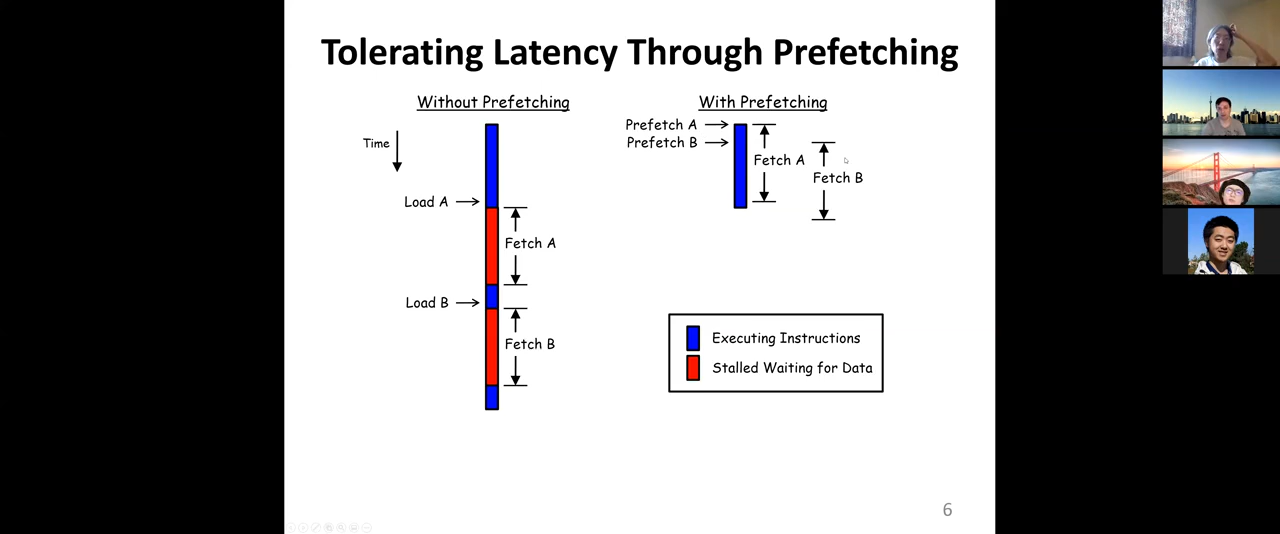 Tolerating Latency Through Prefetching
Without Prefetching
Time
Load A
Fetch A
Load B
Fetch B
With Prefetching
Prefetch A
Prefetch B
Fetch A
Fetch B
Executing Instructions
Stalled Waiting for Data
6